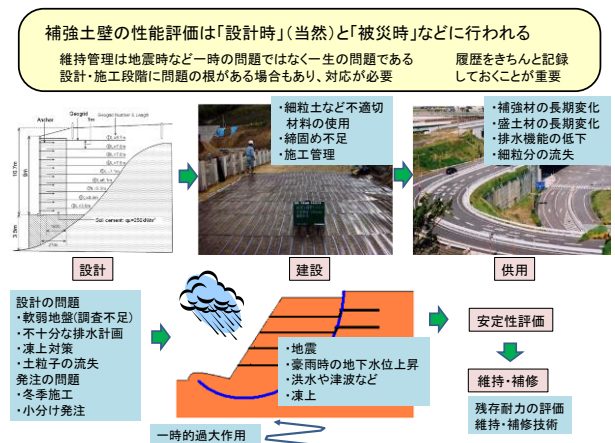 補強土壁の性能評価は「設計時」(当然)と「被災時」などに行われる
維持管理は地震時など一時の問題ではなく一生の問題である
設計・施工段階に問題の根がある場合もあり、対応が必要
履歴をきちんと記録
しておくことが重要
Anchor
Geogrid
Geogrid Number & Length
1m
10.7m
9m
3.5m
Soil cement:
設計
・細粒土など不適切
材料の使用
・締固め不足
・施工管理
建設
・補強材の長期変化
・盛土材の長期変化
・排水機能の低下
・細粒分の流失
供用
設計の問題
・軟弱地盤(調査不足)
・不十分な排水計画
・凍上対策
・土粒子の流失
発注の問題
・冬季施工
・小分け発注
・地震
・豪雨時の地下水位上昇
・洪水や津波など
・凍上
一時的過大作用
安定性評価
維持・補修
残存耐力の評価
維持・補修技術